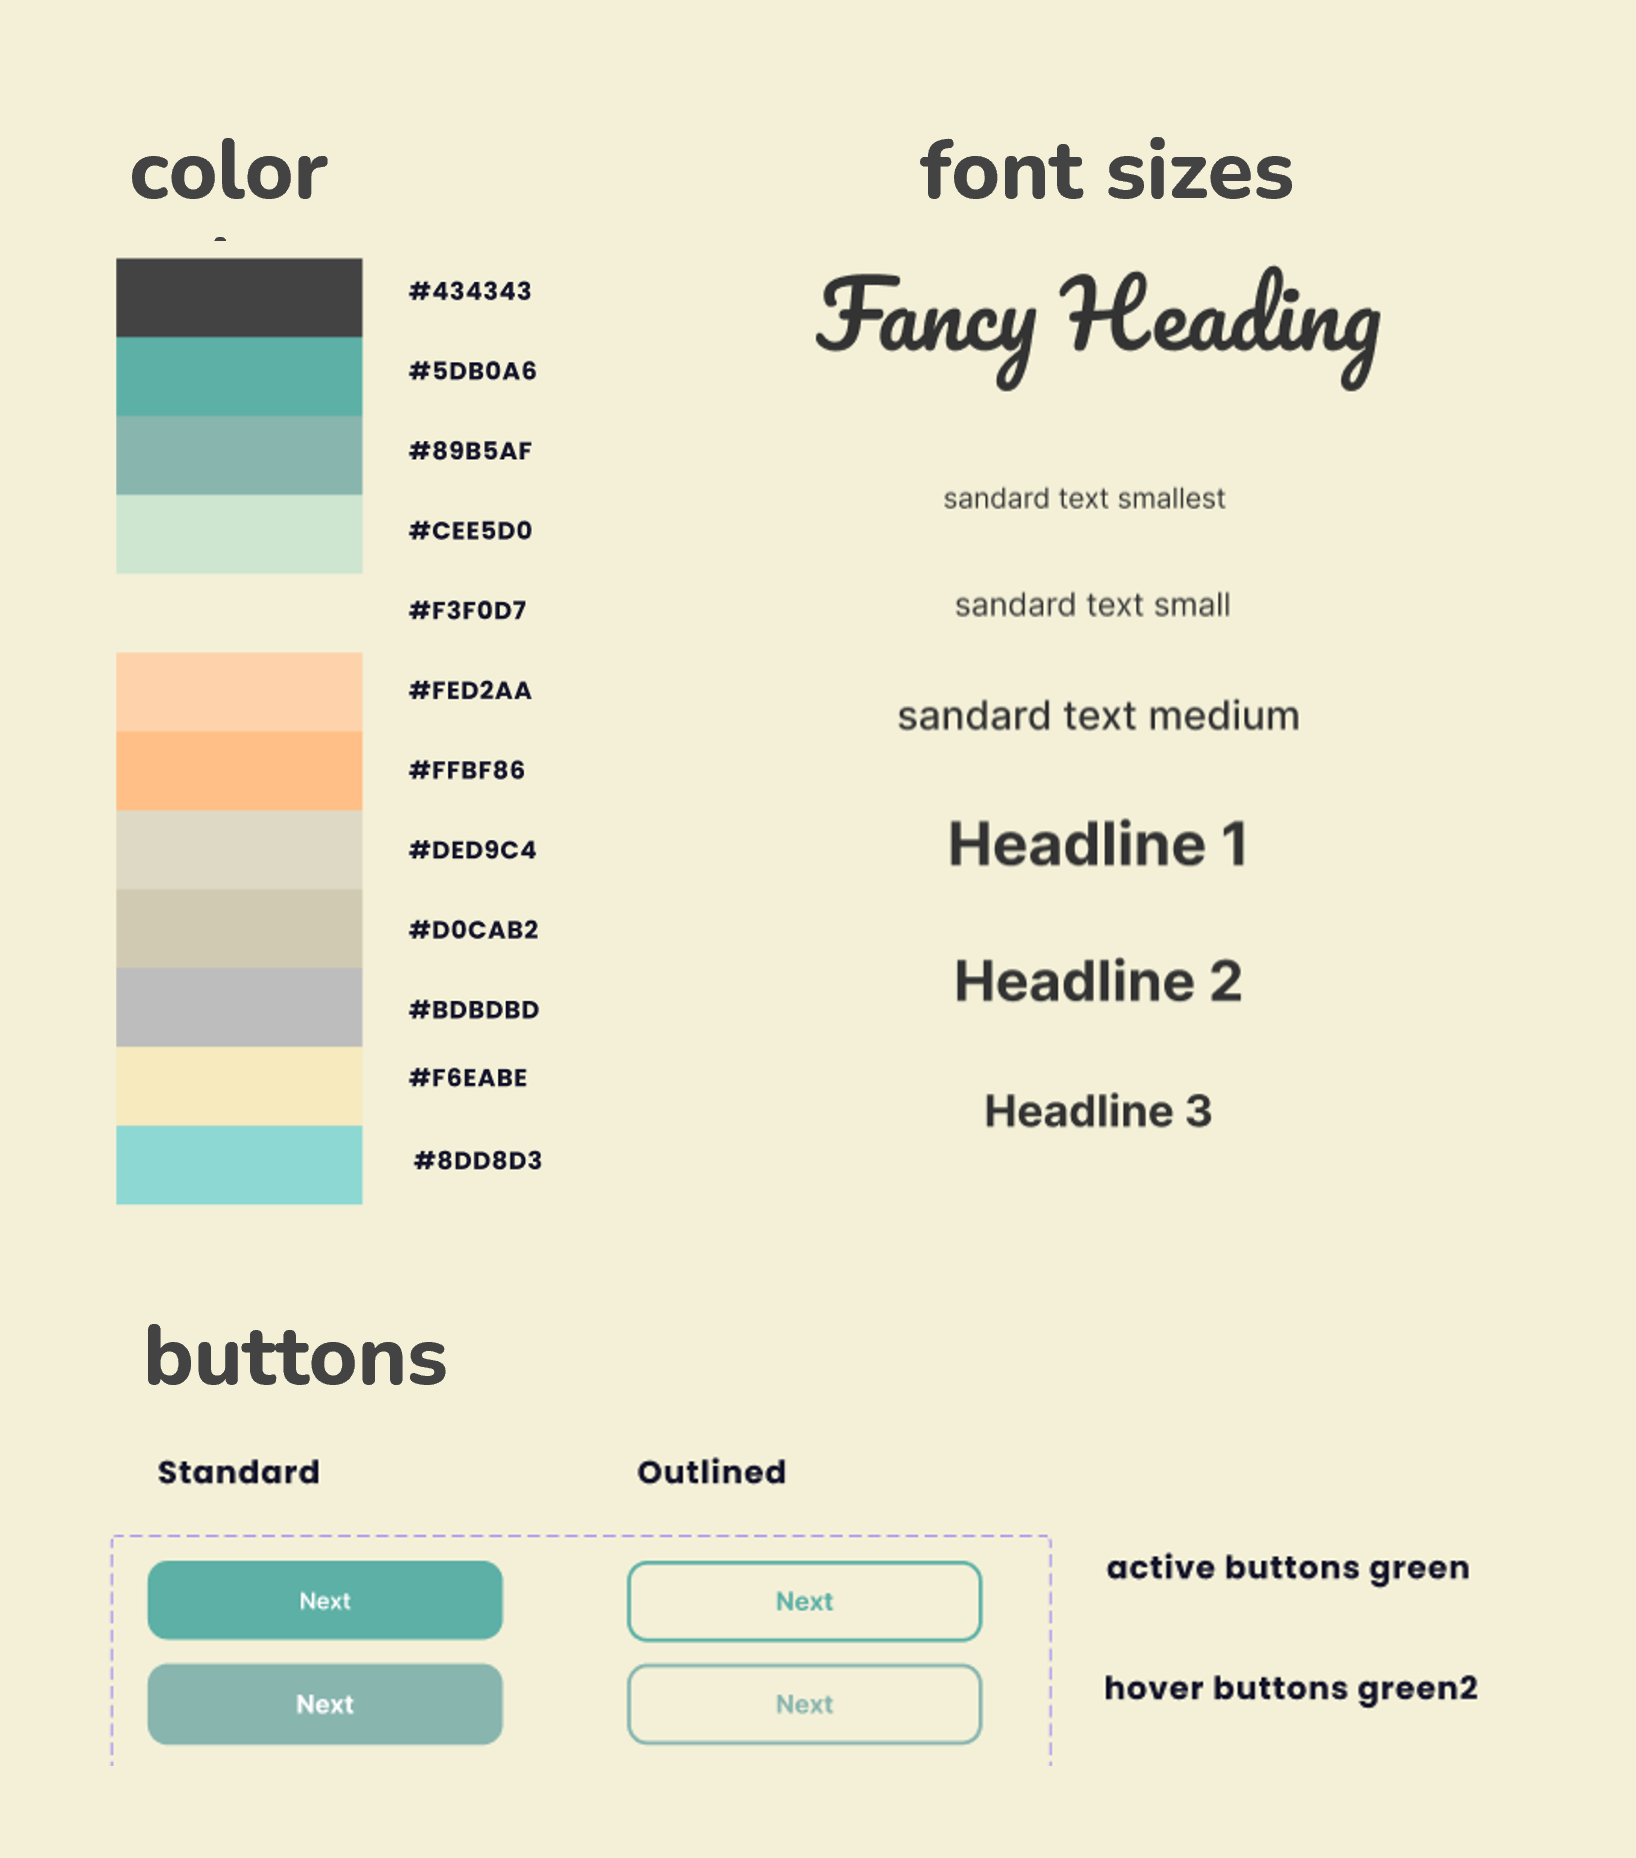 color
font sizes
#434343
#5DB0A6
#89B5AF
#CEE5D0
#F3F0D7
#FED2AA
#FFBF86
#DED9C4
#D0CAB2
#BDBDBD
#F6EABE
#8DD8D3
Fancy Heading
sandard text smallest
sandard text small
sandard text medium
Headline 1
Headline 2
Headline 3
buttons
Standard
Outlined
Next
Next
active buttons green
Next
Next
hover buttons green2